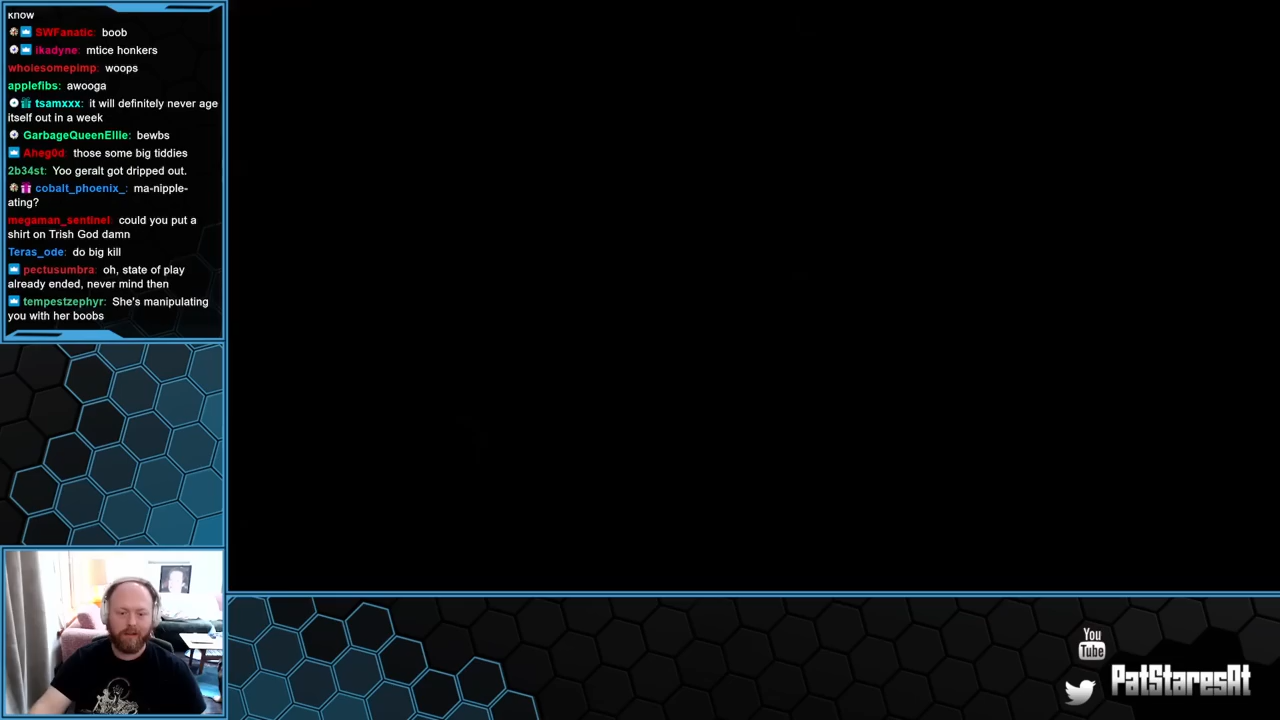 know
SWFanatic: boob
ikadyne: mtice honkers
wholesomepimp: woops
applefibs: awooga
tsamxxx: it will definitely never age
itself out in a week
GarbageQueenEllie: bewbs
Aheg0d: those some big tiddies
2b34st: Yoo geralt got dripped out.
cobalt_phoenix_: ma-nipple-
ating?
megaman_sentinel could you put a
shirt on Trish God damn
Teras_ode: do big kill
pectusumbra: oh, state of play
already ended, never mind then
tempestzephyr: She's manipulating
you with her boobs
You
Tube
PatStaresAt